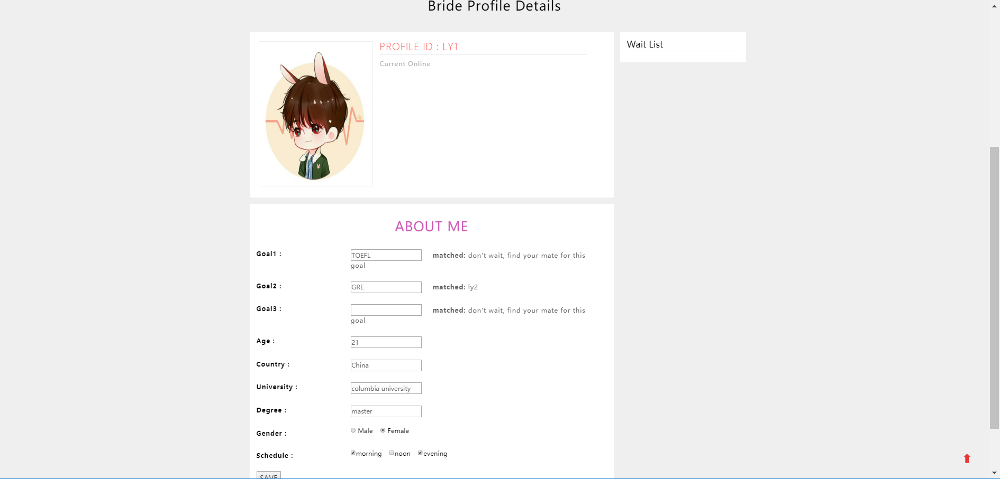 Bride Profile Details
PROFILE ID : LY1
Current Online
Wait List
ABOUT ME
Goal1 : TOEFL matched: don't wait, find your mate for this
goal
Goal2 : GRE matched: ly2
Goal3 : matched: don't wait, find your mate for this
goal
Age : 21
Country : China
University : columbia university
Degree : master
Gender : Male Female
Schedule : morning noon evening
SAVE